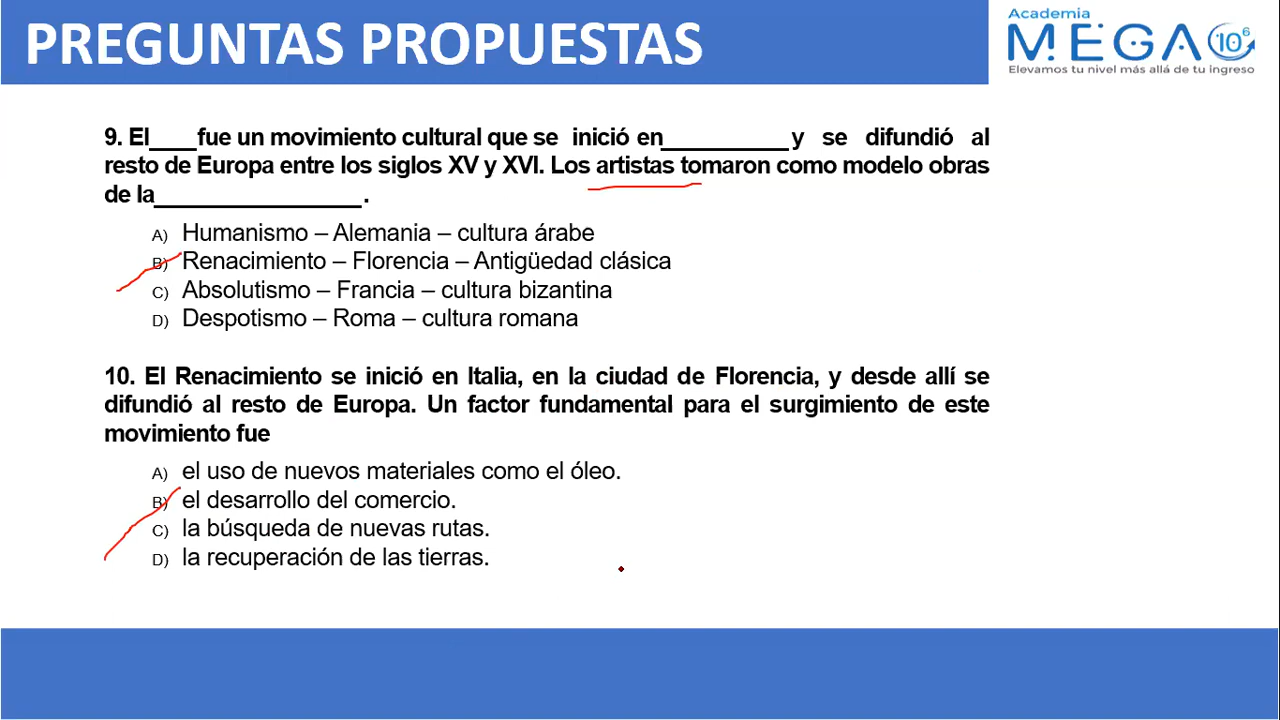 PREGUNTAS PROPUESTAS
Academia
MEGA 10⁶
Elevamos tu nivel más allá de tu ingreso
9. El____fue un movimiento cultural que se inició en__________y se difundió al
resto de Europa entre los siglos XV y XVI. Los artistas tomaron como modelo obras
de la________________.
A) Humanismo – Alemania – cultura árabe
B) Renacimiento – Florencia – Antigüedad clásica
C) Absolutismo – Francia – cultura bizantina
D) Despotismo – Roma – cultura romana
10. El Renacimiento se inició en Italia, en la ciudad de Florencia, y desde allí se
difundió al resto de Europa. Un factor fundamental para el surgimiento de este
movimiento fue
A) el uso de nuevos materiales como el óleo.
B) el desarrollo del comercio.
C) la búsqueda de nuevas rutas.
D) la recuperación de las tierras.